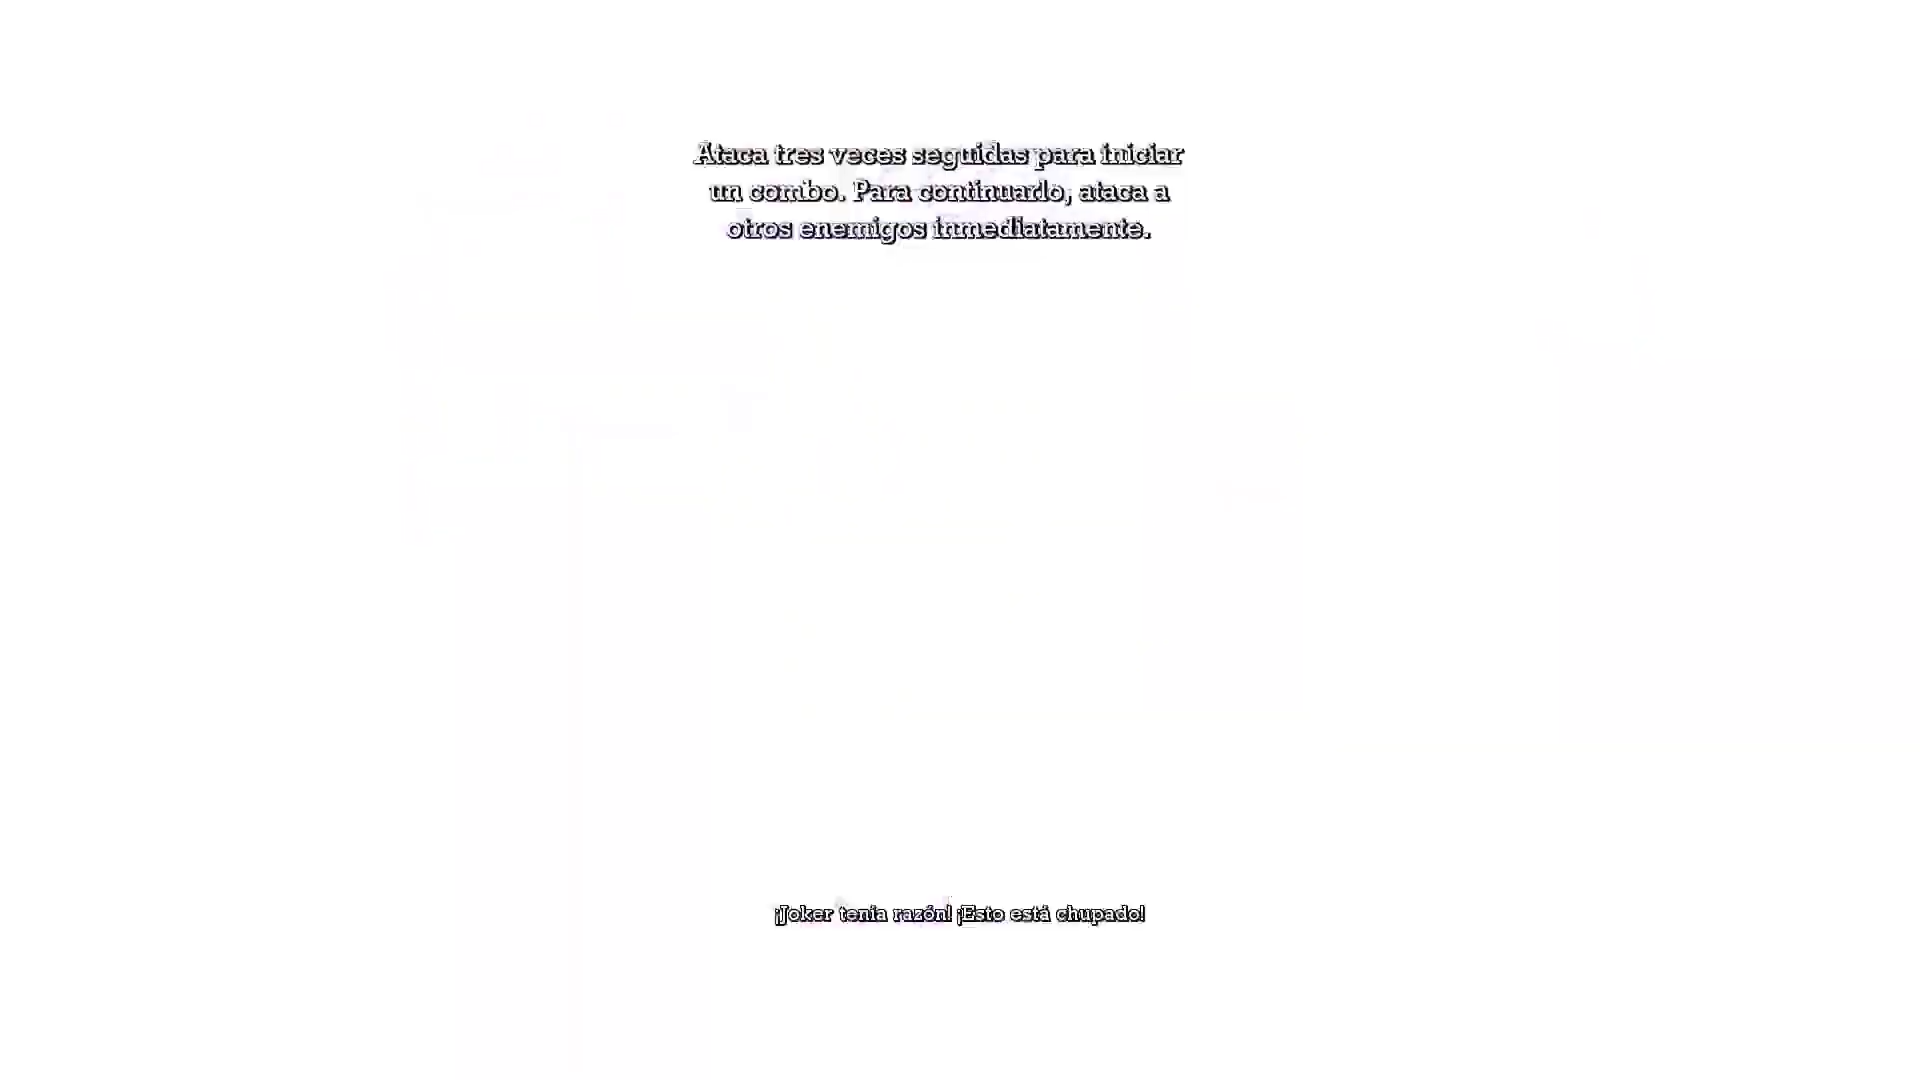 Ataca tres veces seguidas para iniciar
un combo. Para continuarlo, ataca a
otros enemigos inmediatamente.
¡Joker tenía razón! ¡Esto está chupado!